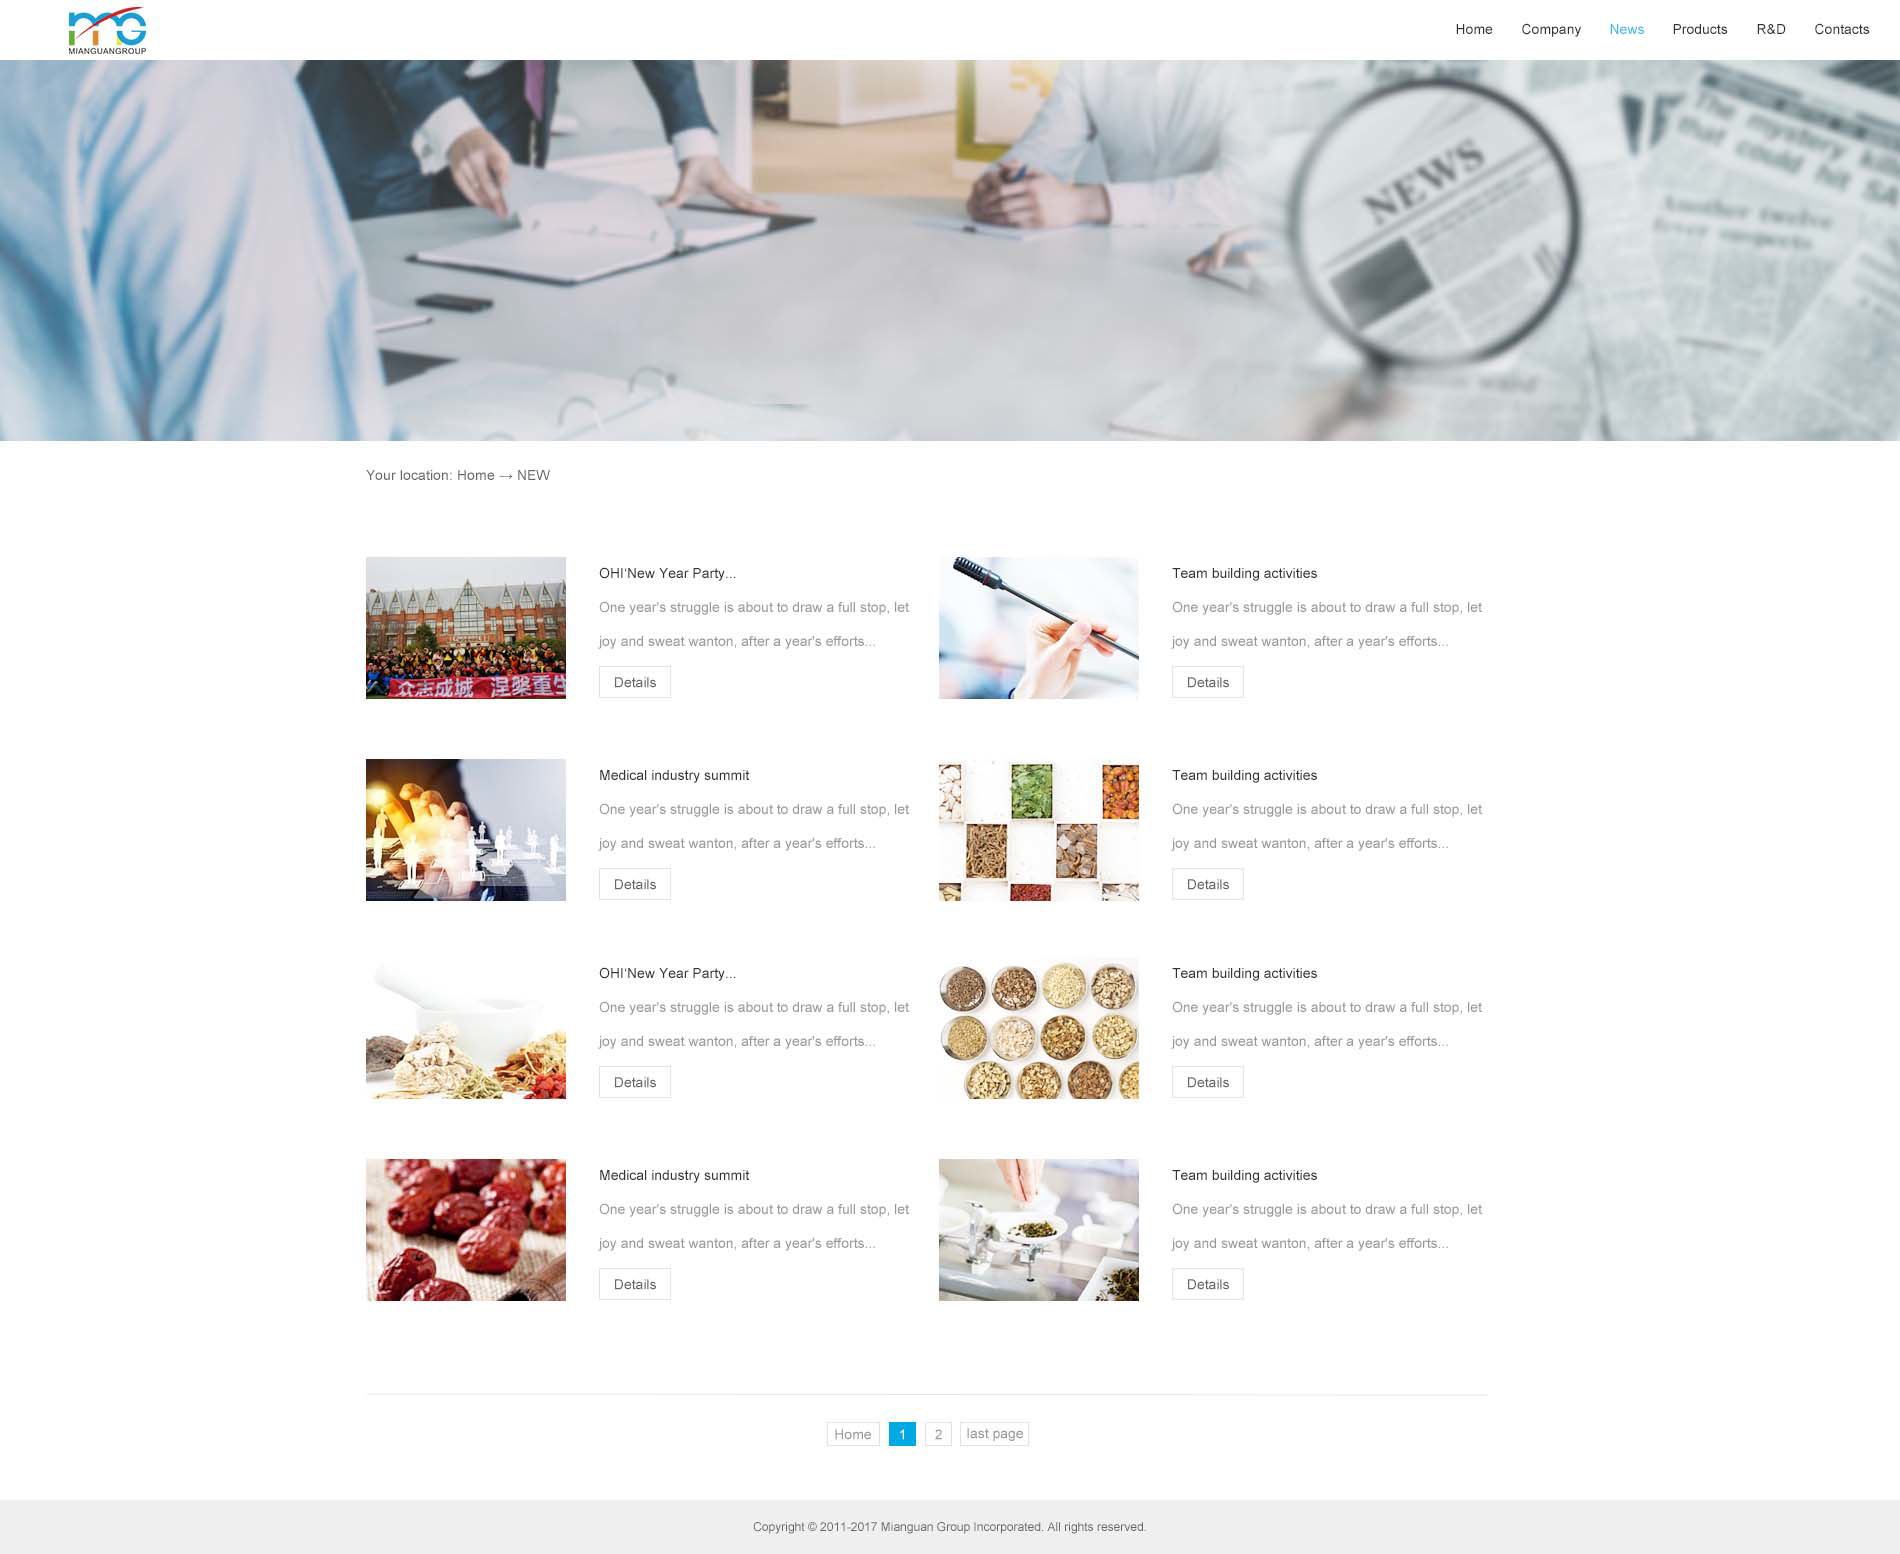 MIANGUANGROUP
Home Company News Products R&D Contacts
NEWS
The mystery, kill
that could hit SA
Another twelve
fever suspects
Your location: Home → NEW
OHI'New Year Party...
One year's struggle is about to draw a full stop, let
joy and sweat wanton, after a year's efforts...
Details
众志成城 涅槃重生
Team building activities
One year's struggle is about to draw a full stop, let
joy and sweat wanton, after a year's efforts...
Details
Medical industry summit
One year's struggle is about to draw a full stop, let
joy and sweat wanton, after a year's efforts...
Details
Team building activities
One year's struggle is about to draw a full stop, let
joy and sweat wanton, after a year's efforts...
Details
OHI'New Year Party...
One year's struggle is about to draw a full stop, let
joy and sweat wanton, after a year's efforts...
Details
Team building activities
One year's struggle is about to draw a full stop, let
joy and sweat wanton, after a year's efforts...
Details
Medical industry summit
One year's struggle is about to draw a full stop, let
joy and sweat wanton, after a year's efforts...
Details
Team building activities
One year's struggle is about to draw a full stop, let
joy and sweat wanton, after a year's efforts...
Details
Home 1 2 last page
Copyright © 2011-2017 Mianguan Group Incorporated. All rights reserved.